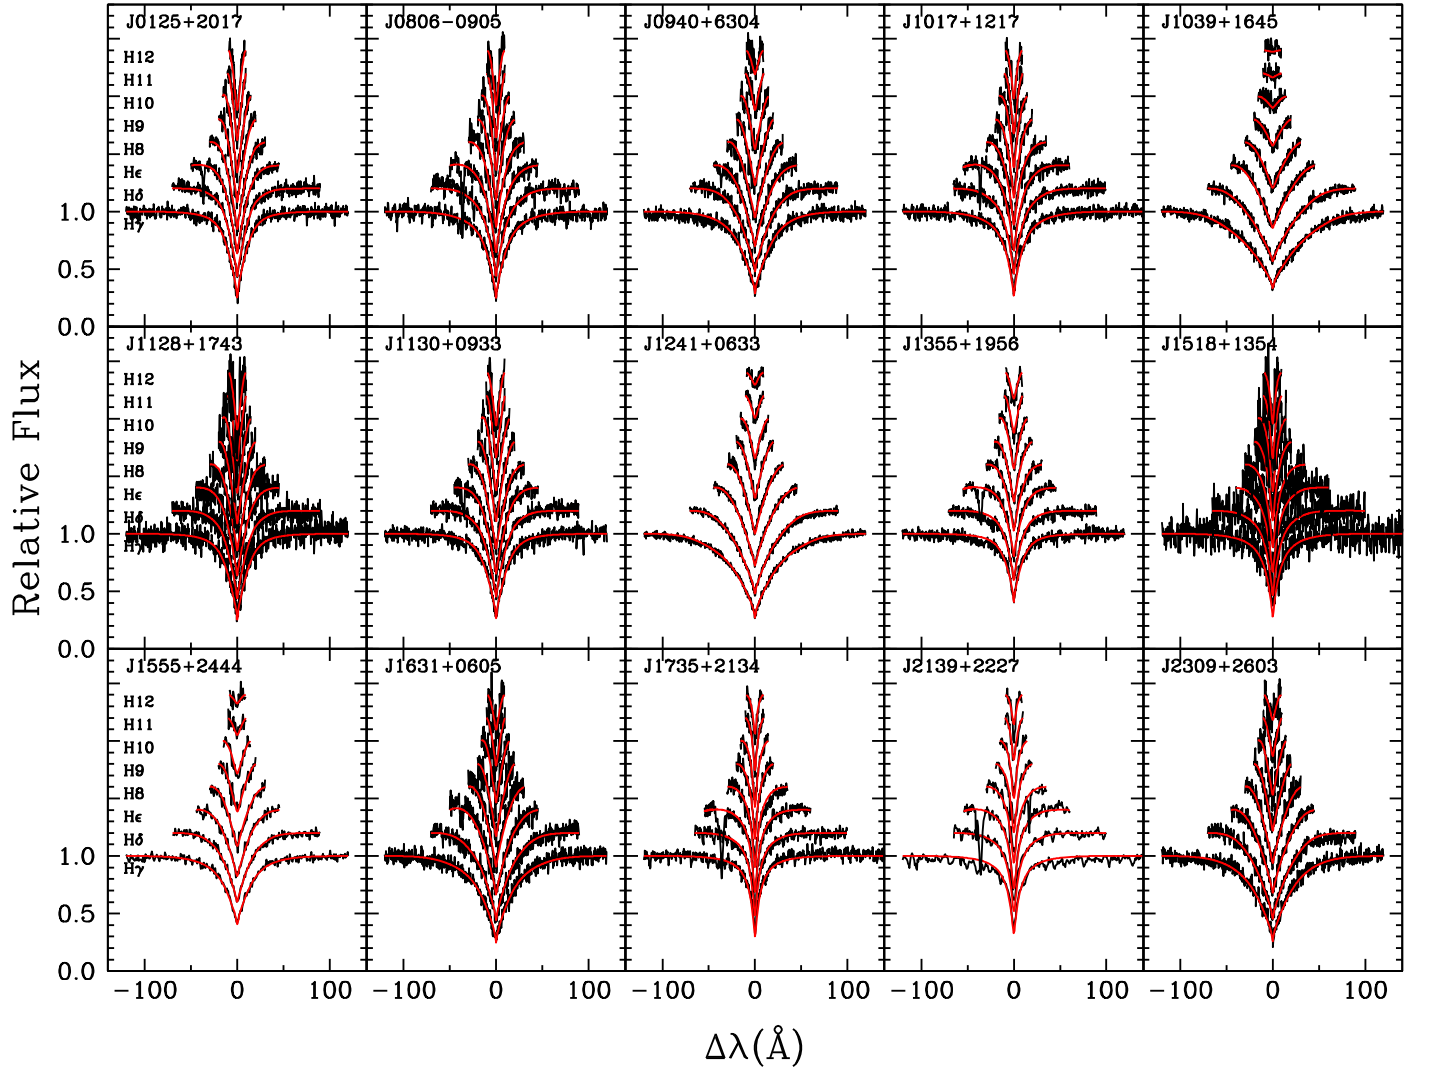 J0125+2017 J0806-0905 J0940+6304 J1017+1217 J1039+1645
H12
H11
H10
H9
H8
Hϵ
Hδ
Hγ
1.0
0.5
0.0
J1128+1743 J1130+0933 J1241+0633 J1355+1956 J1518+1354
H12
H11
H10
H9
H8
Hϵ
Hδ
Hγ
1.0
0.5
0.0
J1555+2444 J1631+0605 J1735+2134 J2139+2227 J2309+2603
H12
H11
H10
H9
H8
Hϵ
Hδ
Hγ
1.0
0.5
0.0
-100 0 100 -100 0 100 -100 0 100 -100 0 100 -100 0 100
Relative Flux
Δλ(Å)